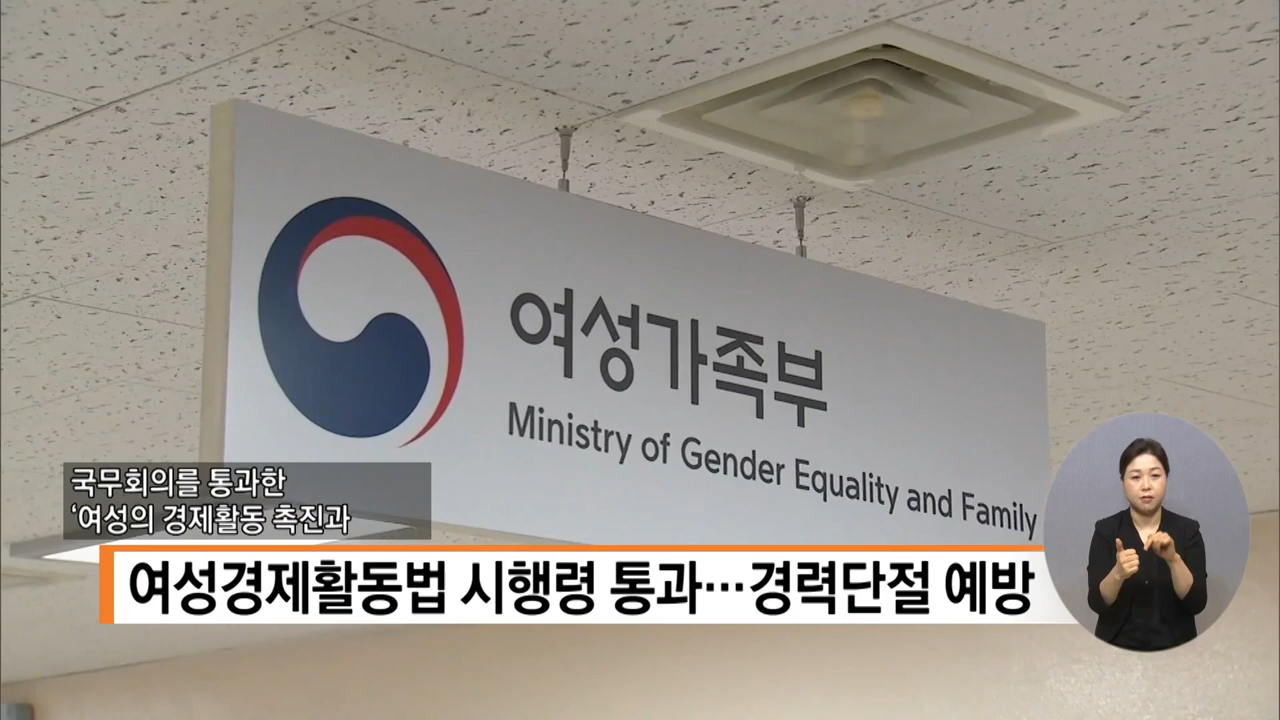 여성가족부
Ministry of Gender Equality and Family
국무회의를 통과한
‘여성의 경제활동 촉진과
여성경제활동법 시행령 통과…경력단절 예방